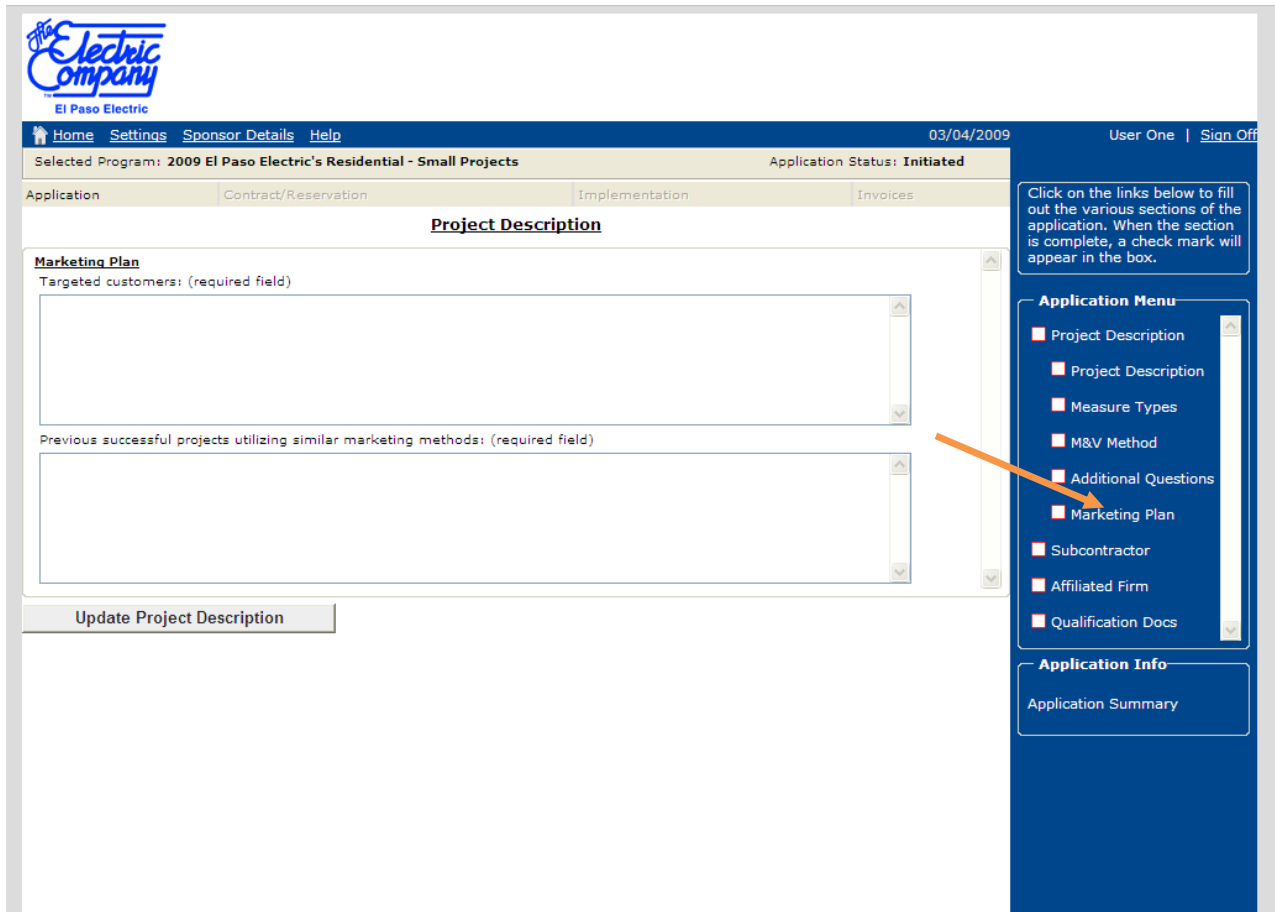 The
Electric
Company
TM
El Paso Electric
Home Settings Sponsor Details Help 03/04/2009 User One | Sign Off
Selected Program: 2009 El Paso Electric's Residential - Small Projects Application Status: Initiated
Application Contract/Reservation Implementation Invoices
Project Description
Marketing Plan
Targeted customers: (required field)
Previous successful projects utilizing similar marketing methods: (required field)
Update Project Description
Click on the links below to fill
out the various sections of the
application. When the section
is complete, a check mark will
appear in the box.
Application Menu
Project Description
Project Description
Measure Types
M&V Method
Additional Questions
Marketing Plan
Subcontractor
Affiliated Firm
Qualification Docs
Application Info
Application Summary